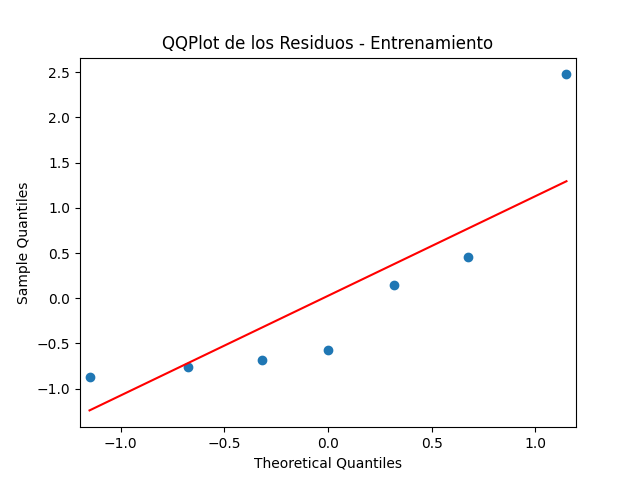 QQPlot de los Residuos - Entrenamiento
2.5
2.0
1.5
1.0
0.5
0.0
−0.5
−1.0
Sample Quantiles
−1.0 −0.5 0.0 0.5 1.0
Theoretical Quantiles